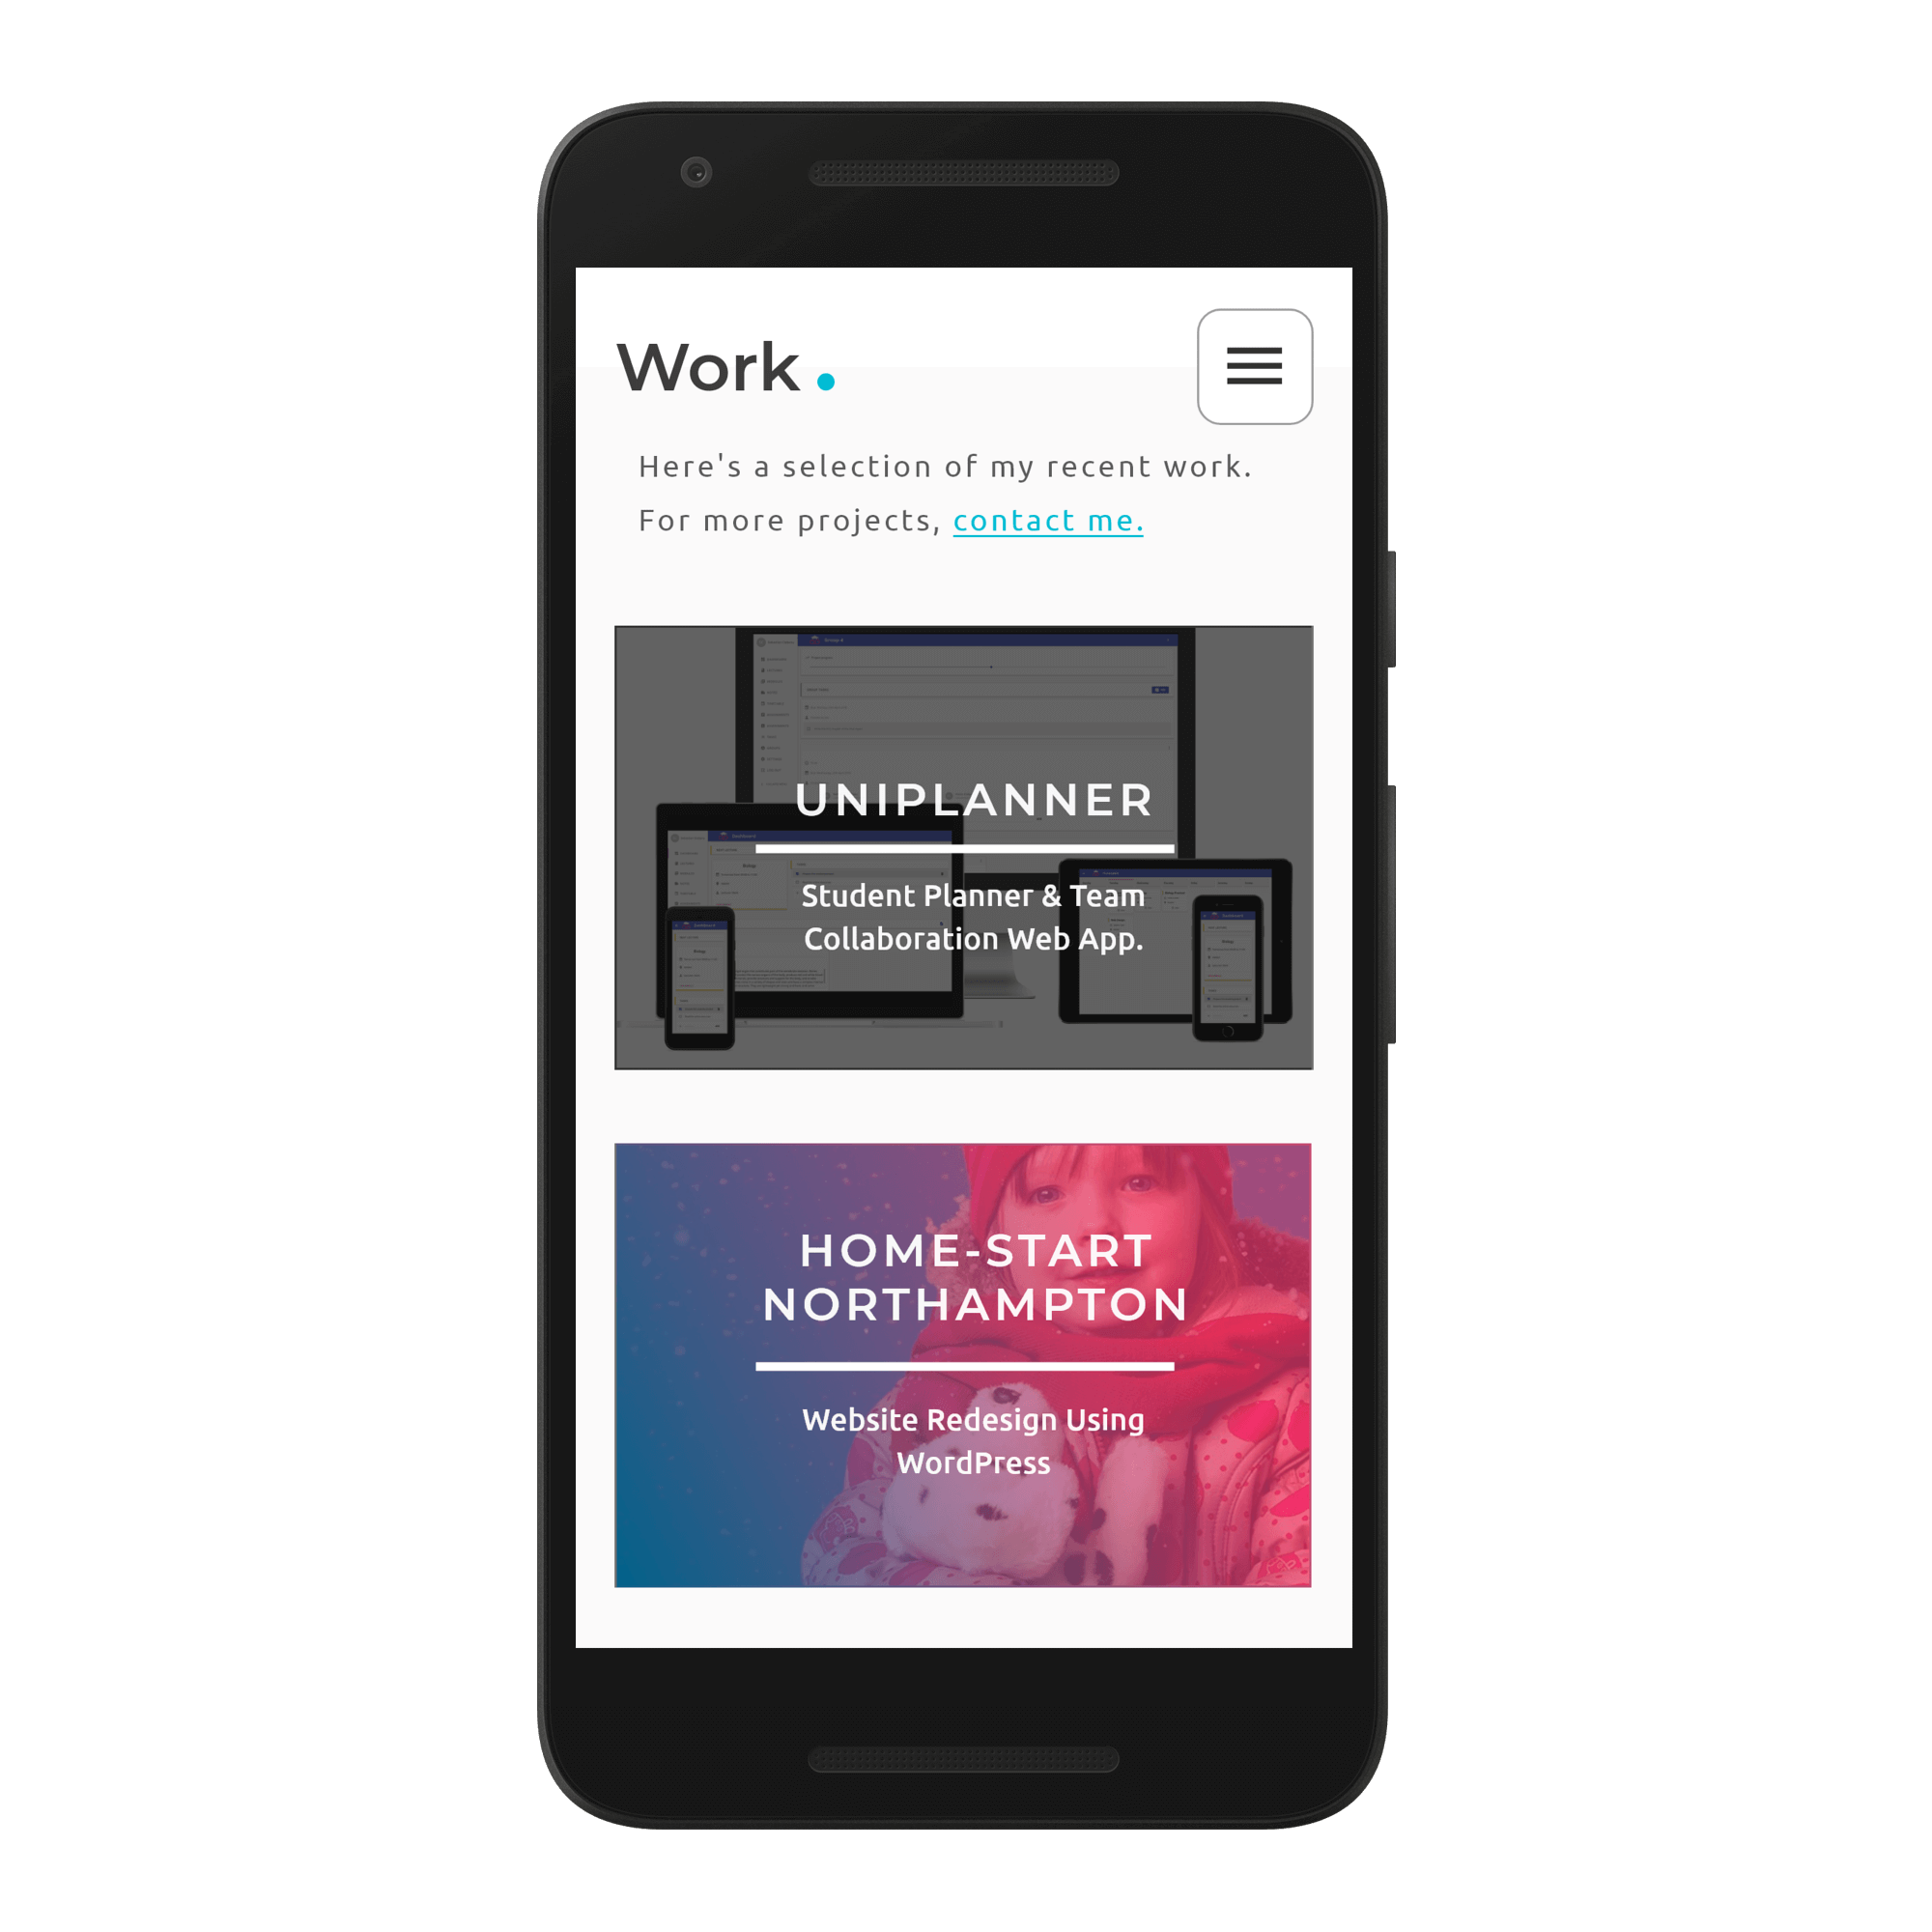 Work .
Here's a selection of my recent work.
For more projects, contact me.
UNIPLANNER
Student Planner & Team
Collaboration Web App.
HOME-START
NORTHAMPTON
Website Redesign Using
WordPress